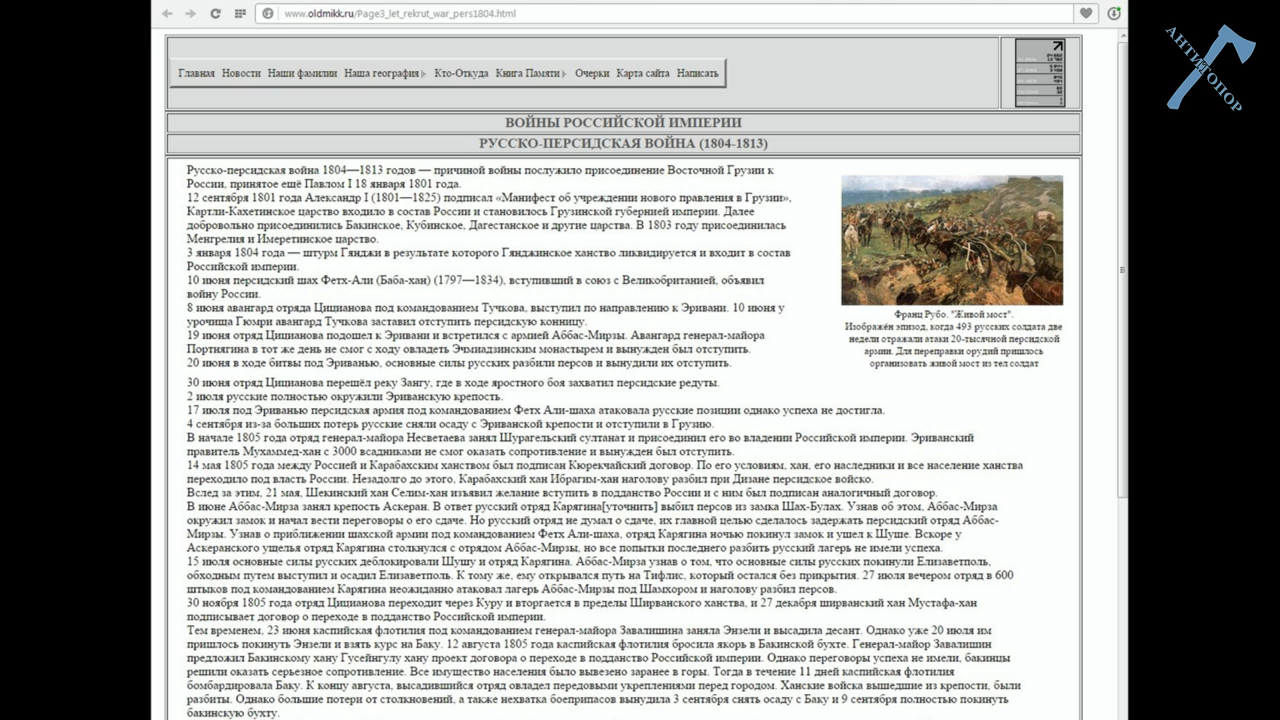 www.oldmikk.ru/Page3_let_rekrut_war_pers1804.html
АНТИТОПОР
Главная Новости Наши фамилии Наша география Кто-Откуда Книга Памяти Очерки Карта сайта Написать
ВОЙНЫ РОССИЙСКОЙ ИМПЕРИИ
РУССКО-ПЕРСИДСКАЯ ВОЙНА (1804-1813)
Русско-персидская война 1804—1813 годов — причиной войны послужило присоединение Восточной Грузии к
России, принятое ещё Павлом I 18 января 1801 года.
12 сентября 1801 года Александр I (1801—1825) подписал «Манифест об учреждении нового правления в Грузии»,
Картли-Кахетинское царство входило в состав России и становилось Грузинской губернией империи. Далее
добровольно присоединились Бакинское, Кубинское, Дагестанское и другие царства. В 1803 году присоединилась
Менгрелия и Имеретинское царство.
3 января 1804 года — штурм Гянджи в результате которого Гянджинское ханство ликвидируется и входит в состав
Российской империи.
10 июня персидский шах Фетх-Али (Баба-хан) (1797—1834), вступивший в союз с Великобританией, объявил
войну России.
8 июня авангард отряда Цицианова под командованием Тучкова, выступил по направлению к Эривани. 10 июня у
урочища Гюмри авангард Тучкова заставил отступить персидскую конницу.
19 июня отряд Цицианова подошел к Эривани и встретился с армией Аббас-Мирзы. Авангард генерал-майора
Портнягина в тот же день не смог с ходу овладеть Эчмиадзинским монастырем и вынужден был отступить.
20 июня в ходе битвы под Эриванью, основные силы русских разбили персов и вынудили их отступить.
Франц Рубо. "Живой мост".
Изображён эпизод, когда 493 русских солдата две
недели отражали атаки 20-тысячной персидской
армии. Для переправки орудий пришлось
организовать живой мост из тел солдат
30 июня отряд Цицианова перешёл реку Зангу, где в ходе яростного боя захватил персидские редуты.
2 июля русские полностью окружили Эриванскую крепость.
17 июля под Эриванью персидская армия под командованием Фетх Али-шаха атаковала русские позиции однако успеха не достигла.
4 сентября из-за больших потерь русские сняли осаду с Эриванской крепости и отступили в Грузию.
В начале 1805 года отряд генерал-майора Несветаева занял Шурагельский султанат и присоединил его во владении Российской империи. Эриванский
правитель Мухаммед-хан с 3000 всадниками не смог оказать сопротивление и вынужден был отступить.
14 мая 1805 года между Россией и Карабахским ханством был подписан Кюрекчайский договор. По его условиям, хан, его наследники и все население ханства
переходило под власть России. Незадолго до этого, Карабахский хан Ибрагим-хан наголову разбил при Дизане персидское войско.
Вслед за этим, 21 мая, Шекинский хан Селим-хан изъявил желание вступить в подданство России и с ним был подписан аналогичный договор.
В июне Аббас-Мирза занял крепость Аскеран. В ответ русский отряд Карягина[уточнить] выбил персов из замка Шах-Булах. Узнав об этом, Аббас-Мирза
окружил замок и начал вести переговоры о его сдаче. Но русский отряд не думал о сдаче, их главной целью сделалось задержать персидский отряд Аббас-
Мирзы. Узнав о приближении шахской армии под командованием Фетх Али-шаха, отряд Карягина ночью покинул замок и ушел к Шуше. Вскоре у
Аскеранского ущелья отряд Карягина столкнулся с отрядом Аббас-Мирзы, но все попытки последнего разбить русский лагерь не имели успеха.
15 июля основные силы русских деблокировали Шушу и отряд Карягина. Аббас-Мирза узнав о том, что основные силы русских покинули Елизаветполь,
обходным путем выступил и осадил Елизаветполь. К тому же, ему открывался путь на Тифлис, который остался без прикрытия. 27 июля вечером отряд в 600
штыков под командованием Карягина неожиданно атаковал лагерь Аббас-Мирзы под Шамхором и наголову разбил персов.
30 ноября 1805 года отряд Цицианова переходит через Куру и вторгается в пределы Ширванского ханства, и 27 декабря ширванский хан Мустафа-хан
подписывает договор о переходе в подданство Российской империи.
Тем временем, 23 июня каспийская флотилия под командованием генерал-майора Завалишина заняла Энзели и высадила десант. Однако уже 20 июля им
пришлось покинуть Энзели и взять курс на Баку. 12 августа 1805 года каспийская флотилия бросила якорь в Бакинской бухте. Генерал-майор Завалишин
предложил Бакинскому хану Гусейнгулу хану проект договора о переходе в подданство Российской империи. Однако переговоры успеха не имели, бакинцы
решили оказать серьезное сопротивление. Все имущество населения было вывезено заранее в горы. Тогда в течение 11 дней каспийская флотилия
бомбардировала Баку. К концу августа, высадившийся отряд овладел передовыми укреплениями перед городом. Ханские войска вышедшие из крепости, были
разбиты. Однако большие потери от столкновений, а также нехватка боеприпасов вынудила 3 сентября снять осаду с Баку и 9 сентября полностью покинуть
бакинскую бухту.